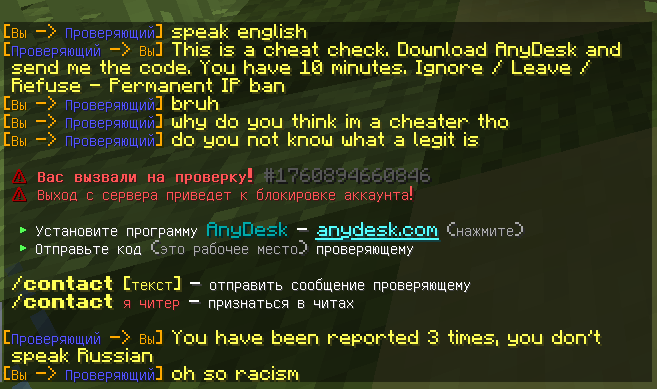 [Вы -> Проверяющий] speak english
[Проверяющий -> Вы] This is a cheat check. Download AnyDesk and
send me the code. You have 10 minutes. Ignore / Leave /
Refuse - Permanent IP ban
[Вы -> Проверяющий] bruh
[Вы -> Проверяющий] why do you think im a cheater tho
[Вы -> Проверяющий] do you not know what a legit is
⚠ Вас вызвали на проверку! #1760894660846
⚠ Выход с сервера приведет к блокировке аккаунта!
▸ Установите программу AnyDesk – anydesk.com (нажмите)
▸ Отправьте код (это рабочее место) проверяющему
/contact [текст] – отправить сообщение проверяющему
/contact я читер – признаться в читах
[Проверяющий -> Вы] You have been reported 3 times, you don't
speak Russian
[Вы -> Проверяющий] oh so racism